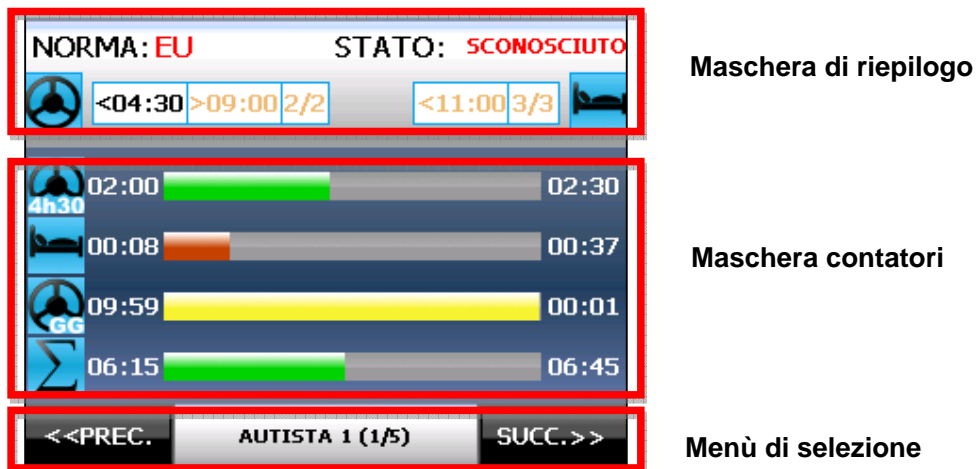 NORMA: EU STATO: SCONOSCIUTO
<04:30 >09:00 2/2 <11:00 3/3
Maschera di riepilogo
4h30 02:00 02:30
00:08 00:37
Maschera contatori
GG 09:59 00:01
Σ 06:15 06:45
<<PREC. AUTISTA 1 (1/5) SUCC.>>
Menù di selezione